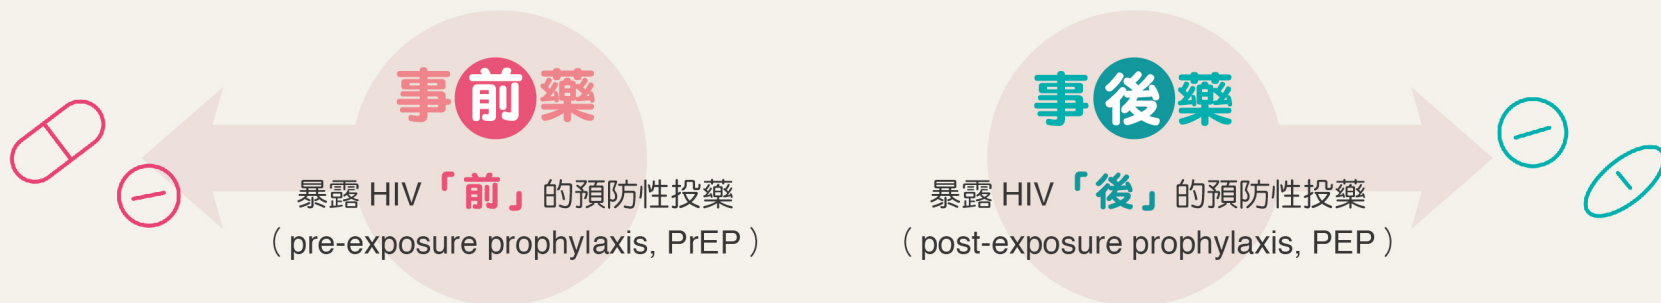 事前藥
暴露 HIV「前」的預防性投藥
（pre-exposure prophylaxis, PrEP）
事後藥
暴露 HIV「後」的預防性投藥
（post-exposure prophylaxis, PEP）